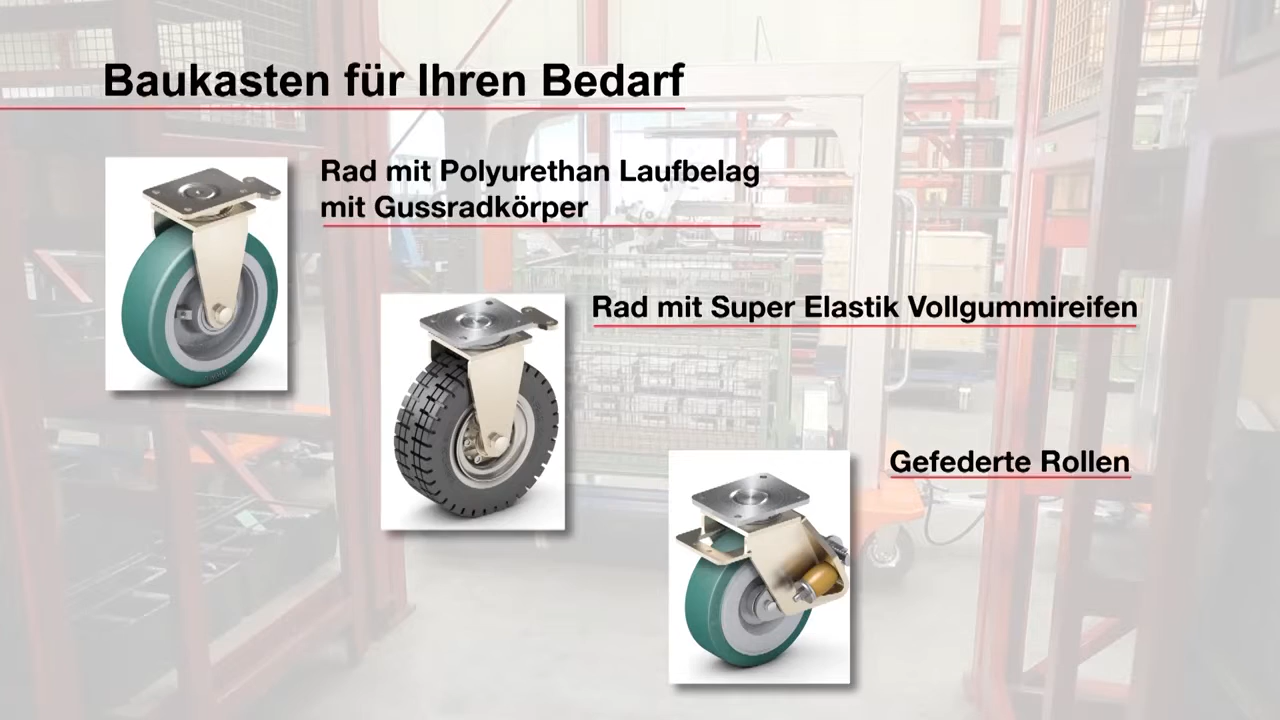 Baukasten für Ihren Bedarf
Rad mit Polyurethan Laufbelag
mit Gussradkörper
Rad mit Super Elastik Vollgummireifen
Gefederte Rollen